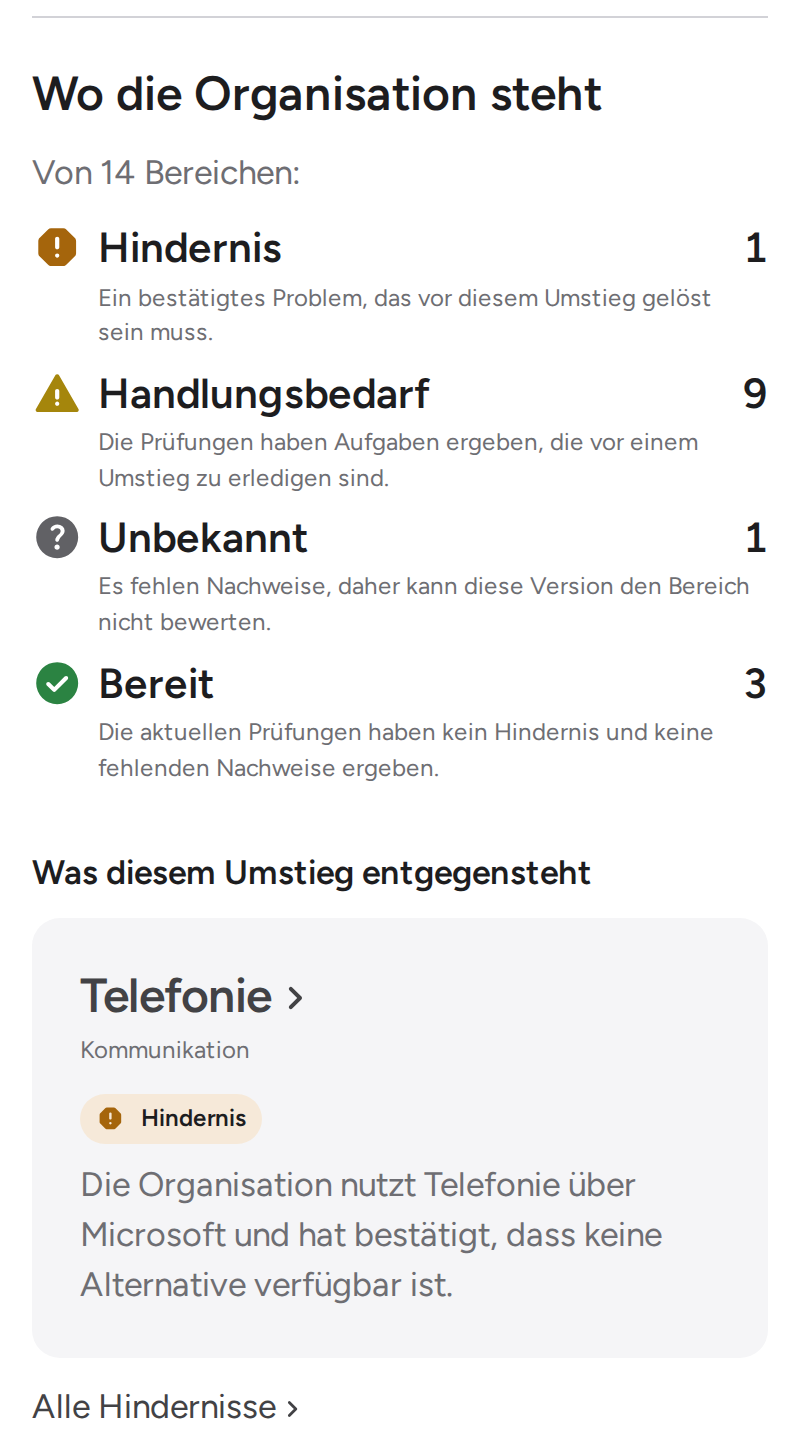 Wo die Organisation steht
Von 14 Bereichen:
Hindernis 1
Ein bestätigtes Problem, das vor diesem Umstieg gelöst
sein muss.
Handlungsbedarf 9
Die Prüfungen haben Aufgaben ergeben, die vor einem
Umstieg zu erledigen sind.
Unbekannt 1
Es fehlen Nachweise, daher kann diese Version den Bereich
nicht bewerten.
Bereit 3
Die aktuellen Prüfungen haben kein Hindernis und keine
fehlenden Nachweise ergeben.
Was diesem Umstieg entgegensteht
Telefonie
Kommunikation
Hindernis
Die Organisation nutzt Telefonie über
Microsoft und hat bestätigt, dass keine
Alternative verfügbar ist.
Alle Hindernisse